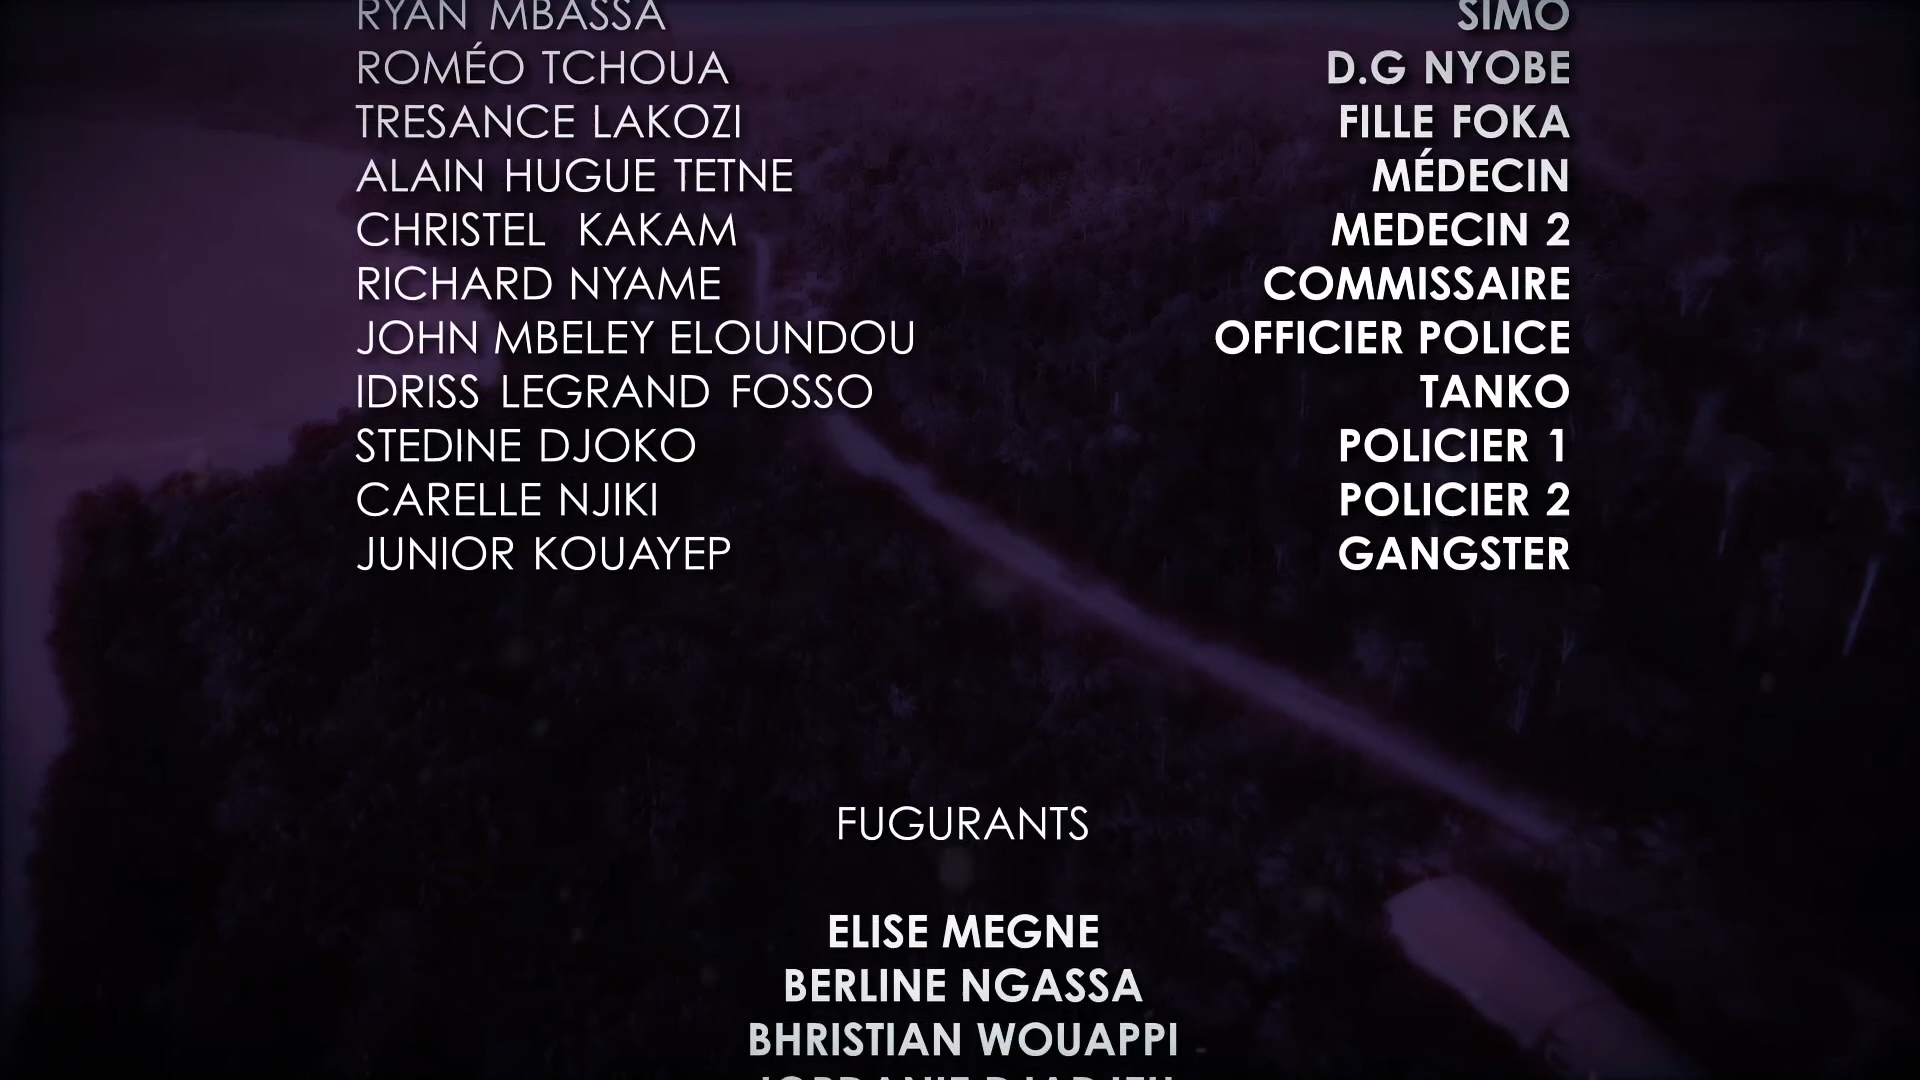 RYAN MBASSA SIMO
ROMÉO TCHOUA D.G NYOBE
TRESANCE LAKOZI FILLE FOKA
ALAIN HUGUE TETNE MÉDECIN
CHRISTEL KAKAM MEDECIN 2
RICHARD NYAME COMMISSAIRE
JOHN MBELEY ELOUNDOU OFFICIER POLICE
IDRISS LEGRAND FOSSO TANKO
STEDINE DJOKO POLICIER 1
CARELLE NJIKI POLICIER 2
JUNIOR KOUAYEP GANGSTER
FUGURANTS
ELISE MEGNE
BERLINE NGASSA
BHRISTIAN WOUAPPI